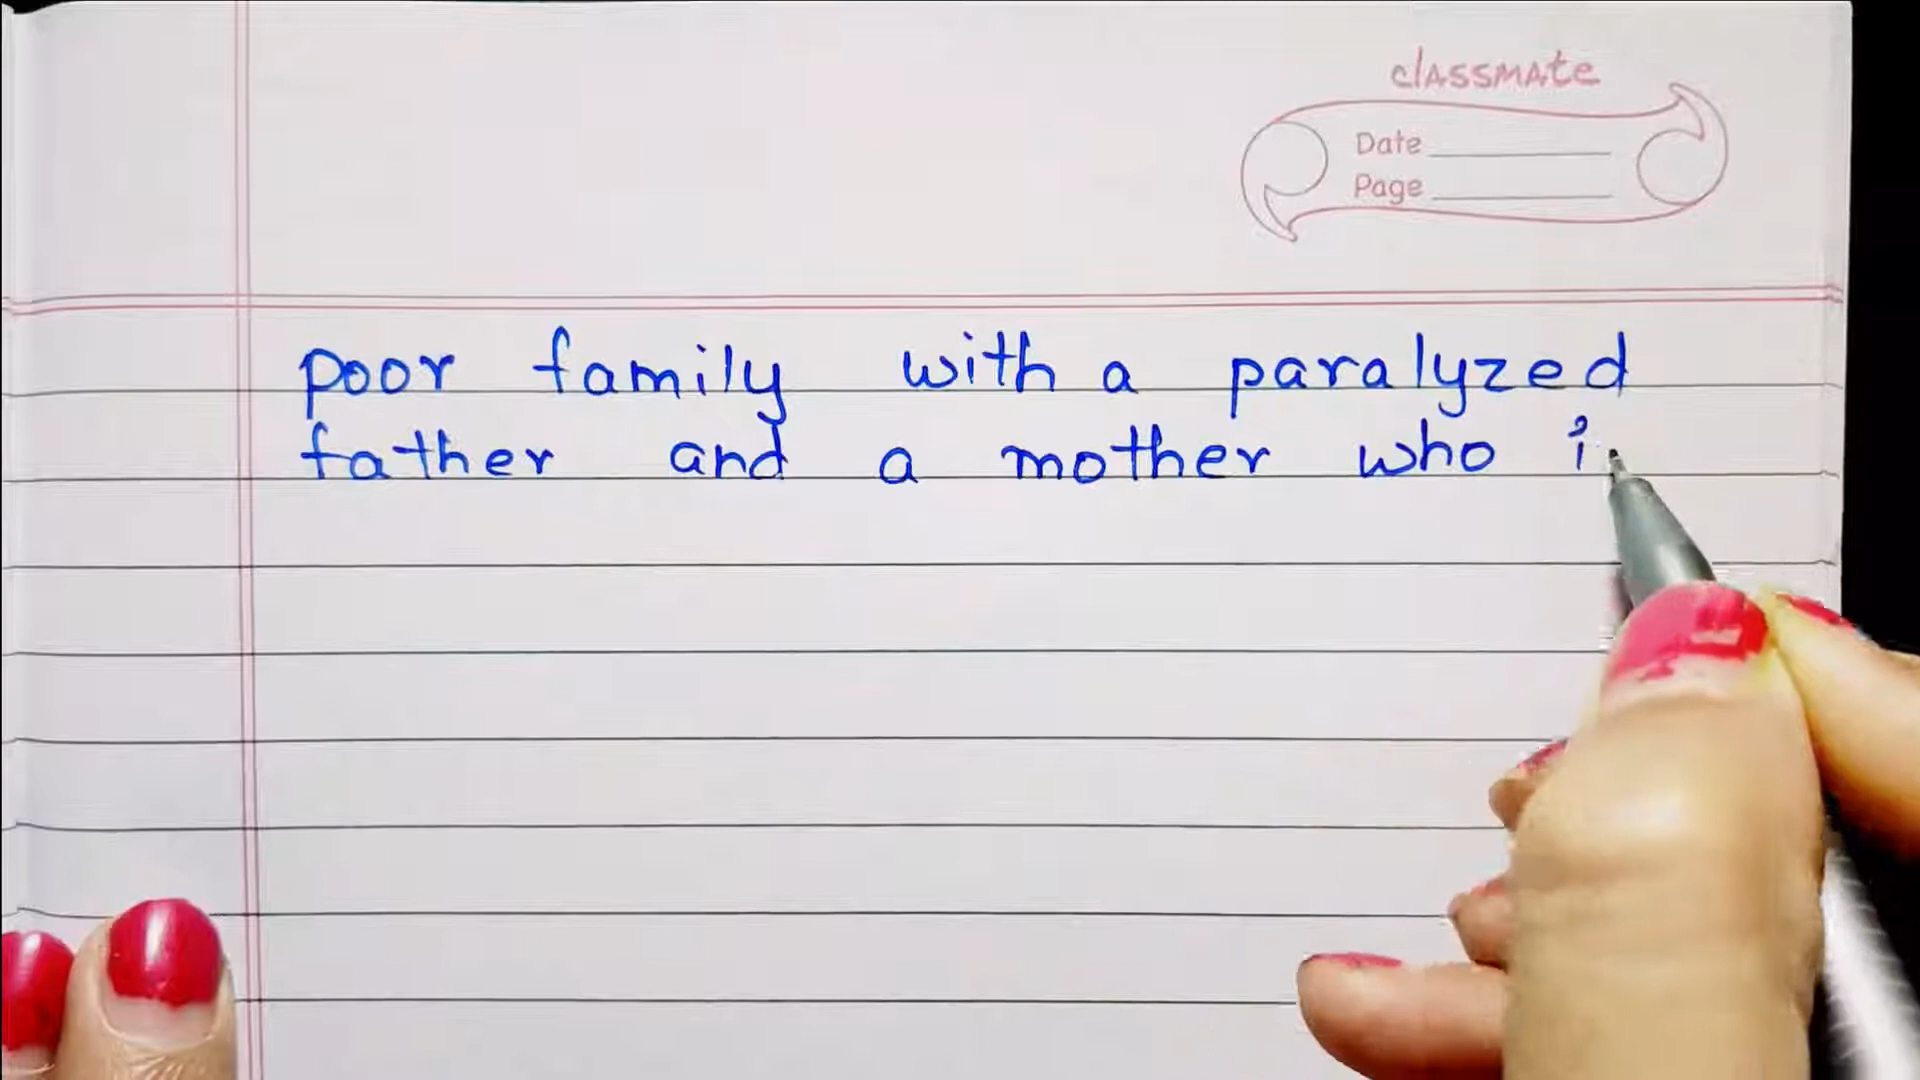 classmate
Date
Page
poor family with a paralyzed
father and a mother who i